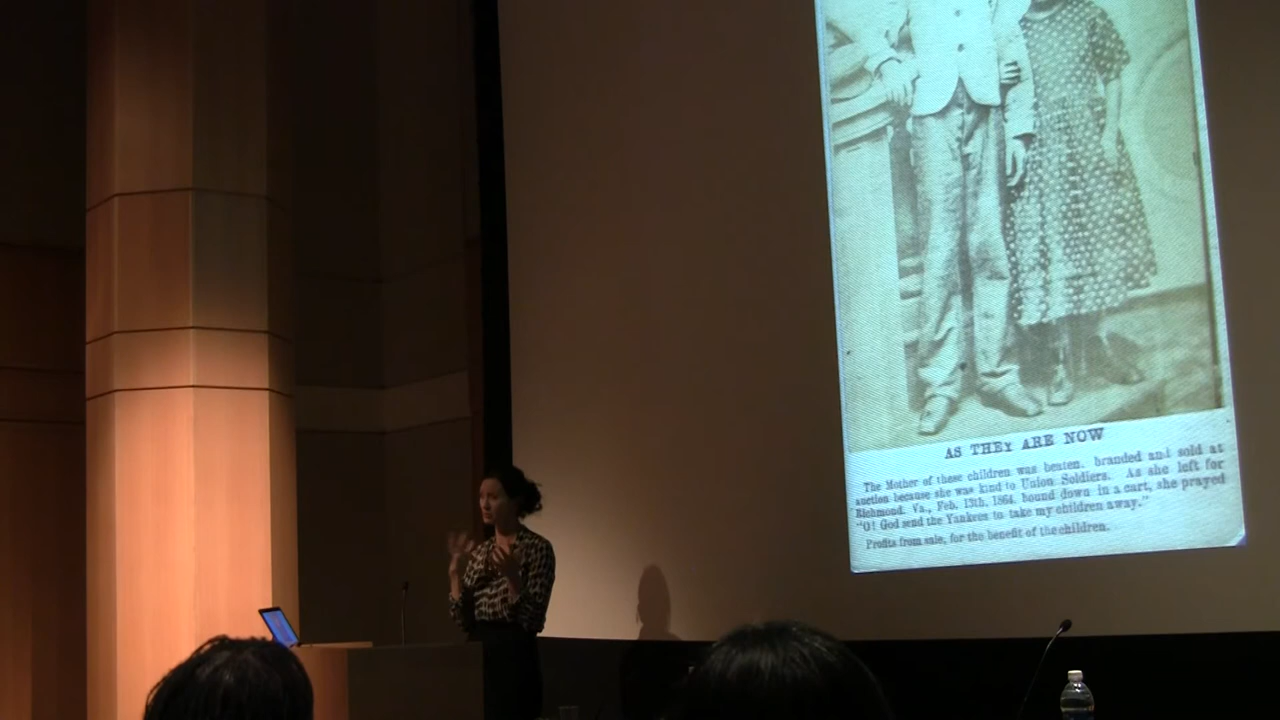 AS THEY ARE NOW
The Mother of these children was beaten, branded and sold at
auction because she was kind to Union Soldiers. As she left for
Richmond, Va., Feb. 13th, 1864, bound down in a cart, she prayed
"O! God send the Yankees to take my children away."
Profits from sale, for the benefit of the children.